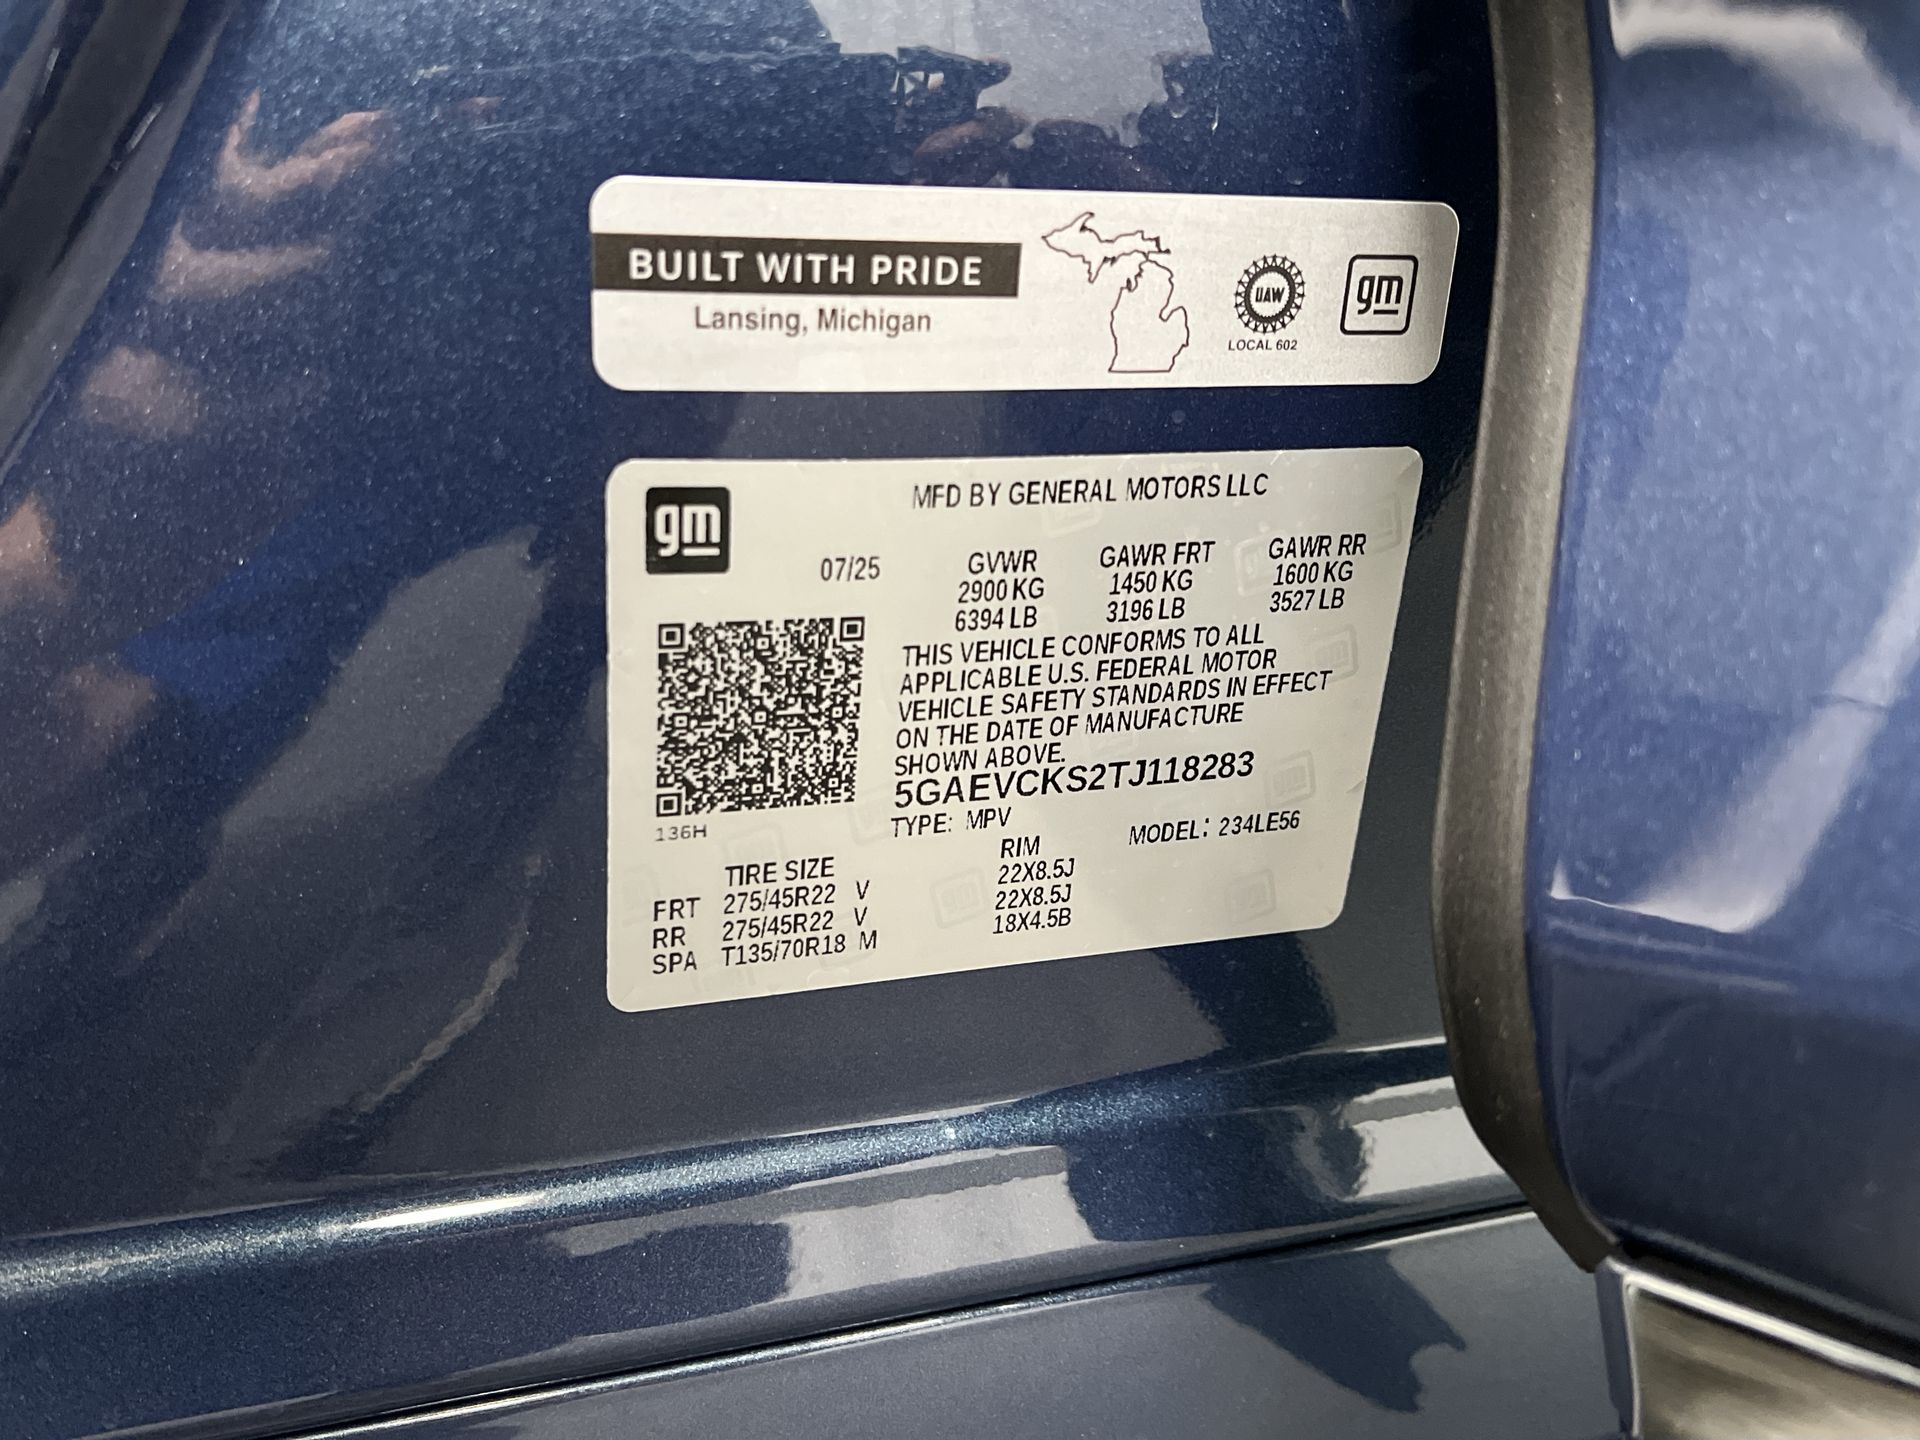 BUILT WITH PRIDE
Lansing, Michigan
UAW
LOCAL 602
gm
gm
MFD BY GENERAL MOTORS LLC
07/25
GVWR GAWR FRT GAWR RR
2900 KG 1450 KG 1600 KG
6394 LB 3196 LB 3527 LB
THIS VEHICLE CONFORMS TO ALL
APPLICABLE U.S. FEDERAL MOTOR
VEHICLE SAFETY STANDARDS IN EFFECT
ON THE DATE OF MANUFACTURE
SHOWN ABOVE.
5GAEVCKS2TJ118283
136H
TYPE: MPV MODEL: 234LE56
TIRE SIZE RIM
FRT 275/45R22 V 22X8.5J
RR 275/45R22 V 22X8.5J
SPA T135/70R18 M 18X4.5B